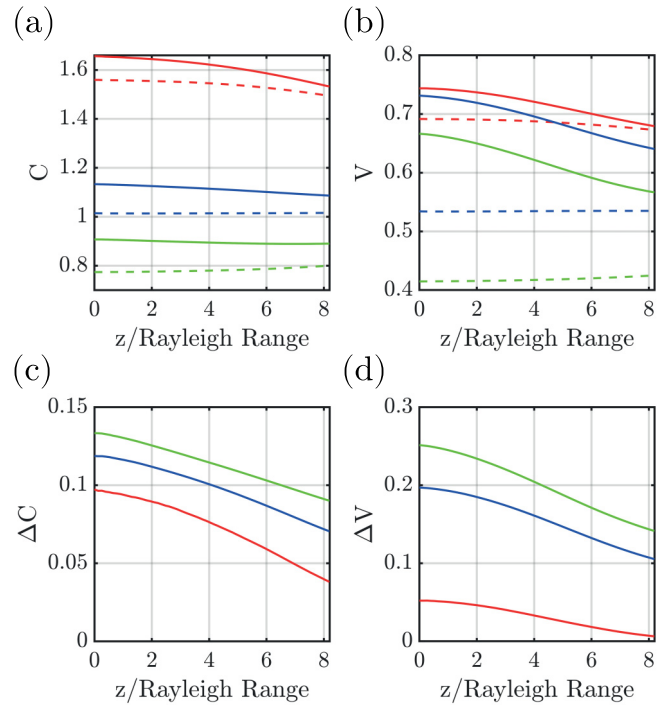 (a)
C
1.6
1.4
1.2
1
0.8
0 2 4 6 8
z/Rayleigh Range
(b)
V
0.8
0.7
0.6
0.5
0.4
0 2 4 6 8
z/Rayleigh Range
(c)
ΔC
0.15
0.1
0.05
0
0 2 4 6 8
z/Rayleigh Range
(d)
ΔV
0.3
0.2
0.1
0
0 2 4 6 8
z/Rayleigh Range